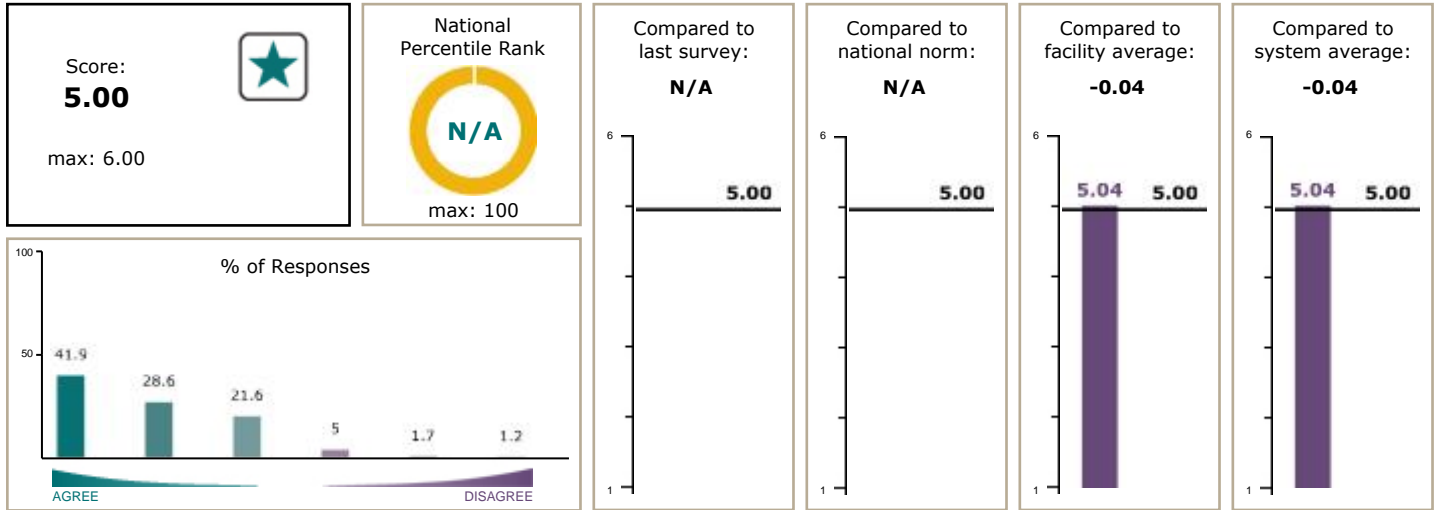 Score:
5.00
max: 6.00
National
Percentile Rank
N/A
max: 100
Compared to
last survey:
N/A
6
5.00
1
Compared to
national norm:
N/A
6
5.00
1
Compared to
facility average:
-0.04
6
5.04 5.00
1
Compared to
system average:
-0.04
6
5.04 5.00
1
% of Responses
100
50
41.9
28.6
21.6
5
1.7
1.2
AGREE DISAGREE